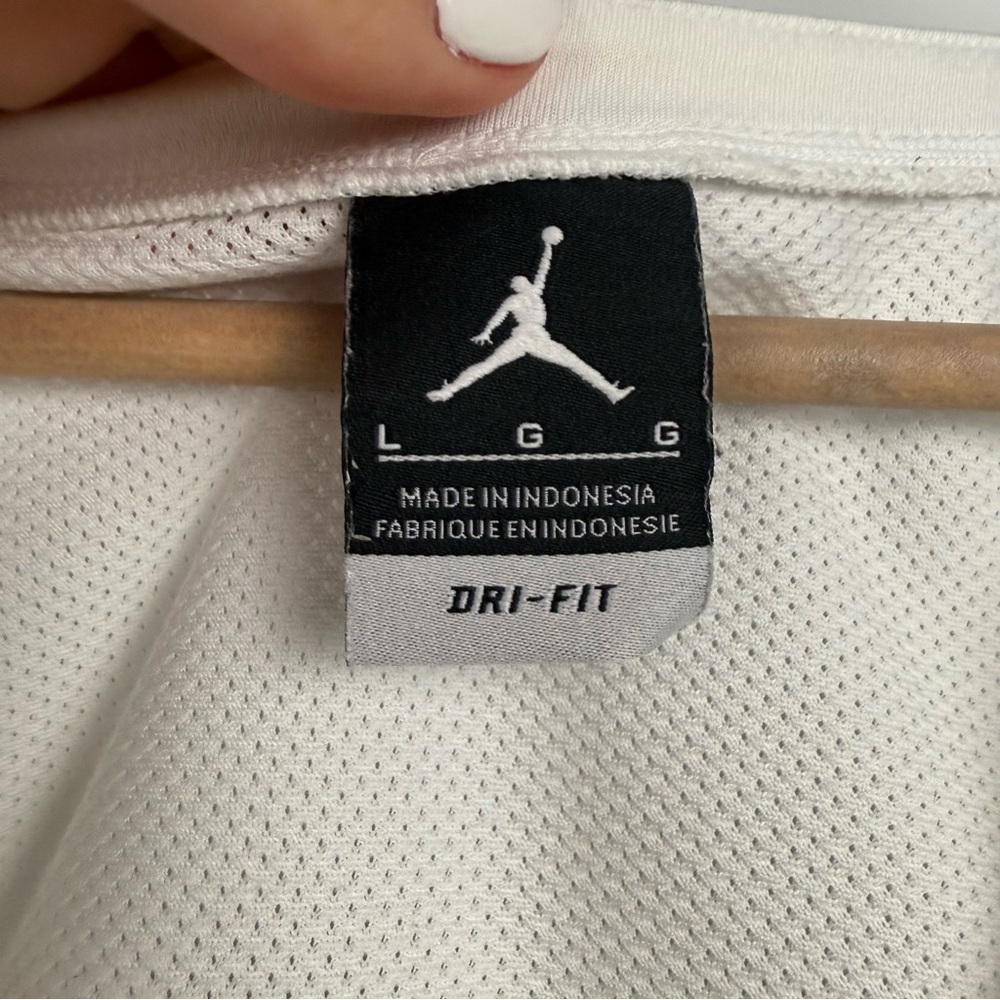 L G G
MADE IN INDONESIA
FABRIQUE EN INDONESIE
DRI-FIT